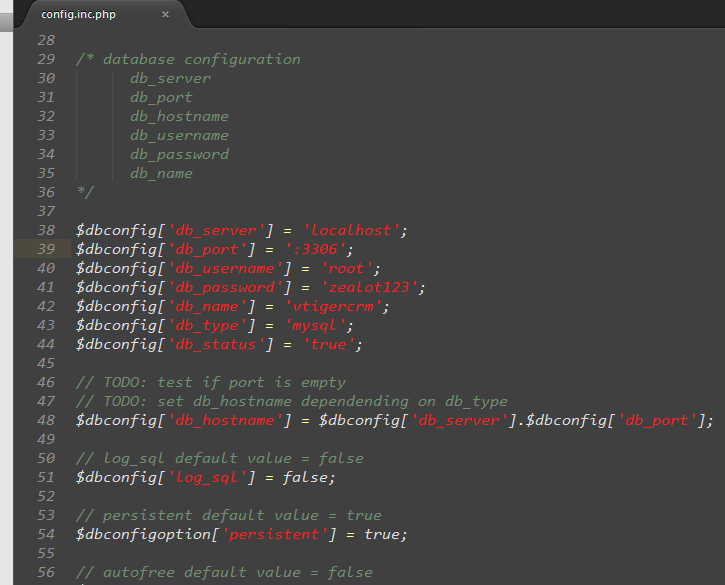 config.inc.php ×
28
29 /* database configuration
30 db_server
31 db_port
32 db_hostname
33 db_username
34 db_password
35 db_name
36 */
37
38 $dbconfig['db_server'] = 'localhost';
39 $dbconfig['db_port'] = ':3306';
40 $dbconfig['db_username'] = 'root';
41 $dbconfig['db_password'] = 'zealot123';
42 $dbconfig['db_name'] = 'vtigercrm';
43 $dbconfig['db_type'] = 'mysql';
44 $dbconfig['db_status'] = 'true';
45
46 // TODO: test if port is empty
47 // TODO: set db_hostname dependending on db_type
48 $dbconfig['db_hostname'] = $dbconfig['db_server'].$dbconfig['db_port'];
49
50 // log_sql default value = false
51 $dbconfig['log_sql'] = false;
52
53 // persistent default value = true
54 $dbconfigoption['persistent'] = true;
55
56 // autofree default value = false